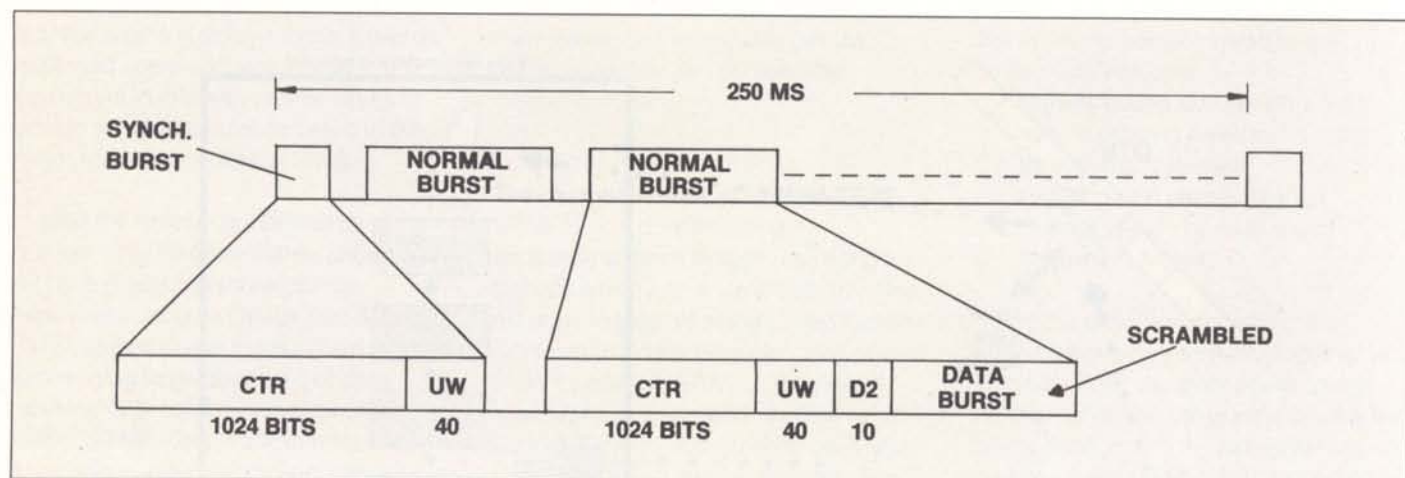 250 MS
SYNCH.
BURST
NORMAL
BURST
NORMAL
BURST
SCRAMBLED
CTR
UW
CTR
UW
D2
DATA
BURST
1024 BITS
40
1024 BITS
40
10